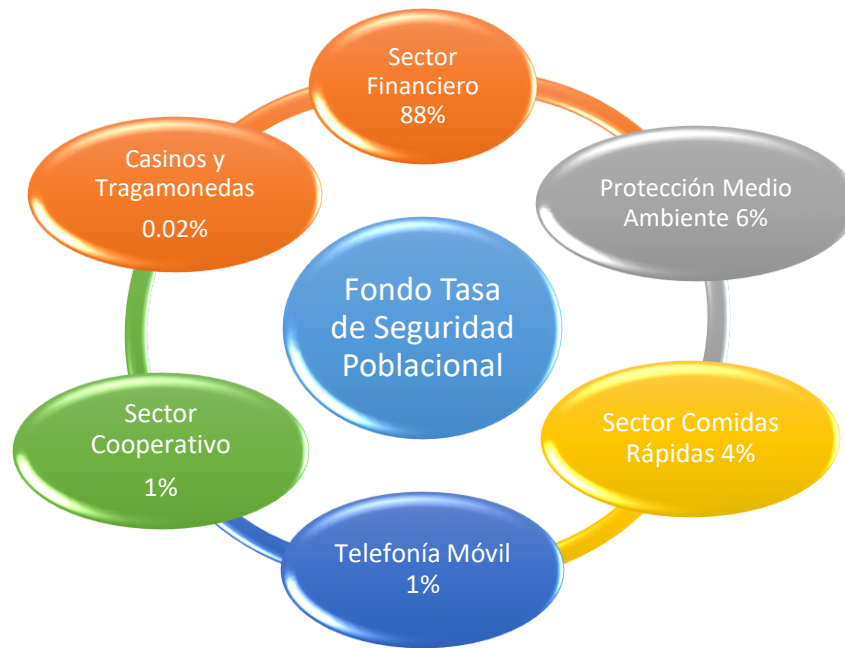 Sector
Financiero
88%
Casinos y
Tragamonedas
0.02%
Protección Medio
Ambiente 6%
Fondo Tasa
de Seguridad
Poblacional
Sector
Cooperativo
1%
Sector Comidas
Rápidas 4%
Telefonía Móvil
1%